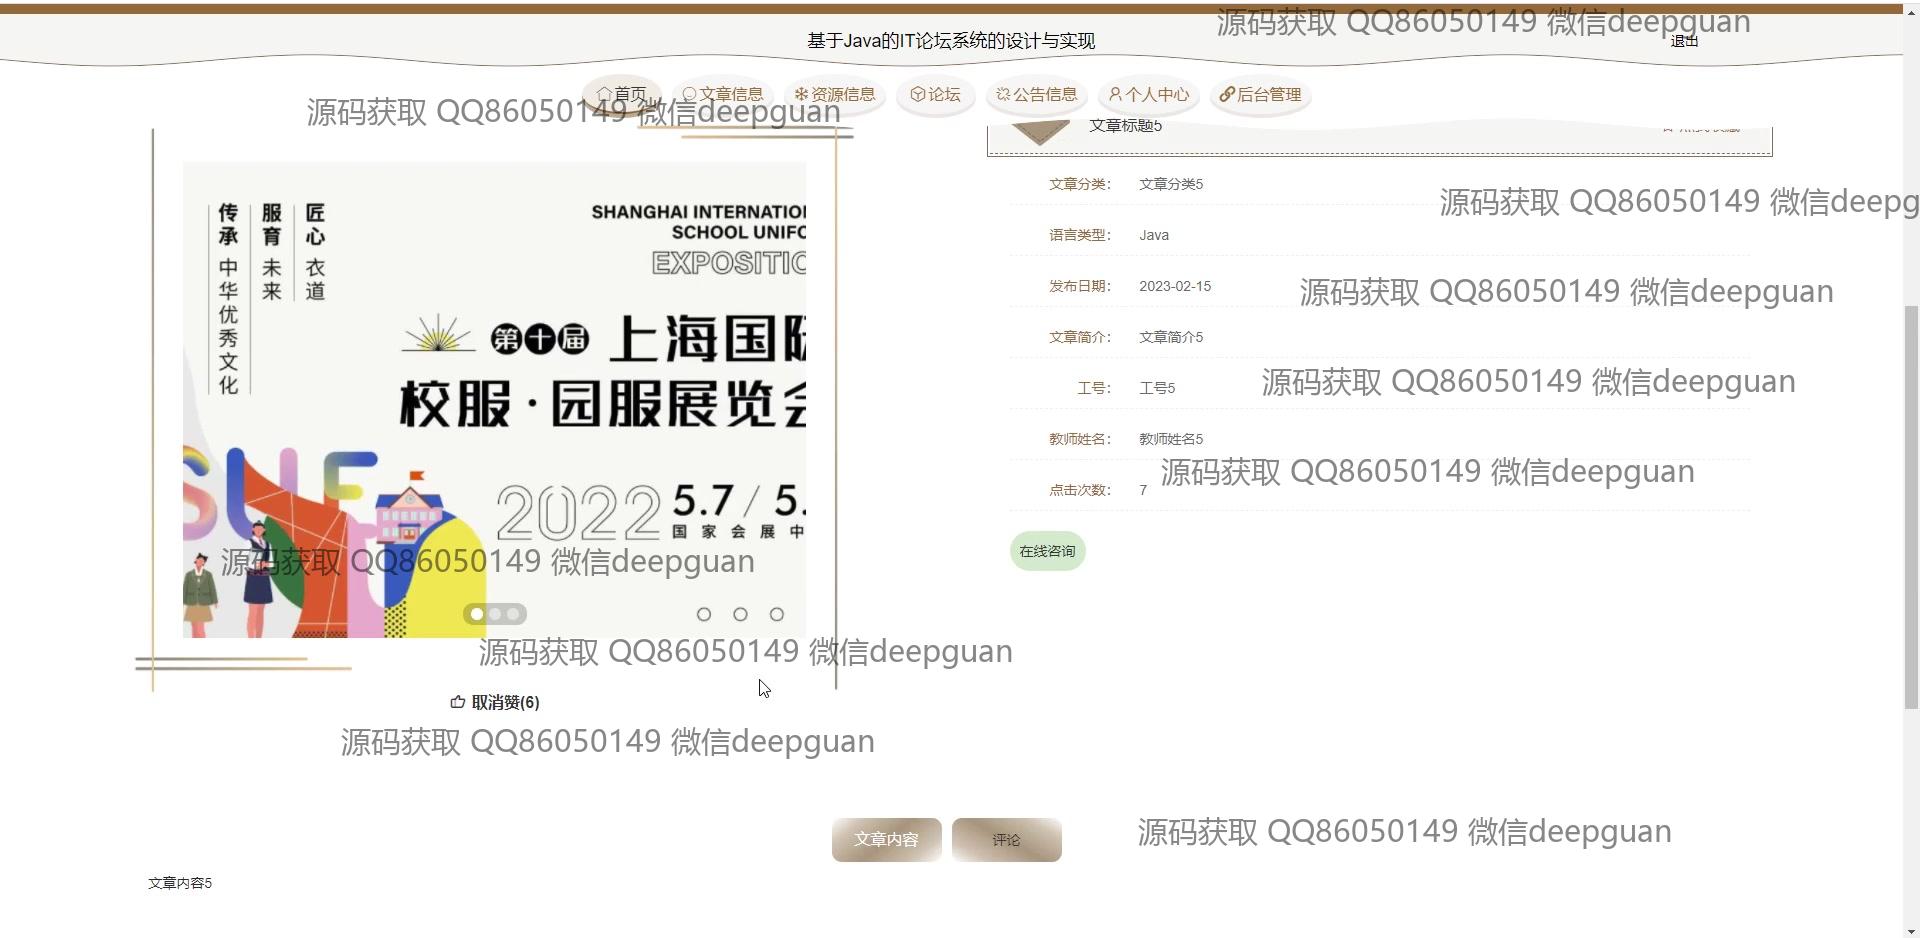 源码获取 QQ86050149 微信deepguan
基于Java的IT论坛系统的设计与实现
退出
首页
文章信息
资源信息
论坛
公告信息
个人中心
后台管理
源码获取 QQ86050149 微信deepguan
文章标题5
传承 中华优秀文化
服育 未来
匠心 衣道
SHANGHAI INTERNATIO
SCHOOL UNIFO
EXPOSITIO
第十届 上海国际
校服·园服展览会
2022 5.7 / 5.
国家会展中
文章分类： 文章分类5
源码获取 QQ86050149 微信deepg
语言类型： Java
发布日期： 2023-02-15
源码获取 QQ86050149 微信deepguan
文章简介： 文章简介5
工号： 工号5
源码获取 QQ86050149 微信deepguan
教师姓名： 教师姓名5
源码获取 QQ86050149 微信deepguan
点击次数： 7
在线咨询
源码获取 QQ86050149 微信deepguan
源码获取 QQ86050149 微信deepguan
取消赞(6)
源码获取 QQ86050149 微信deepguan
文章内容
评论
源码获取 QQ86050149 微信deepguan
文章内容5